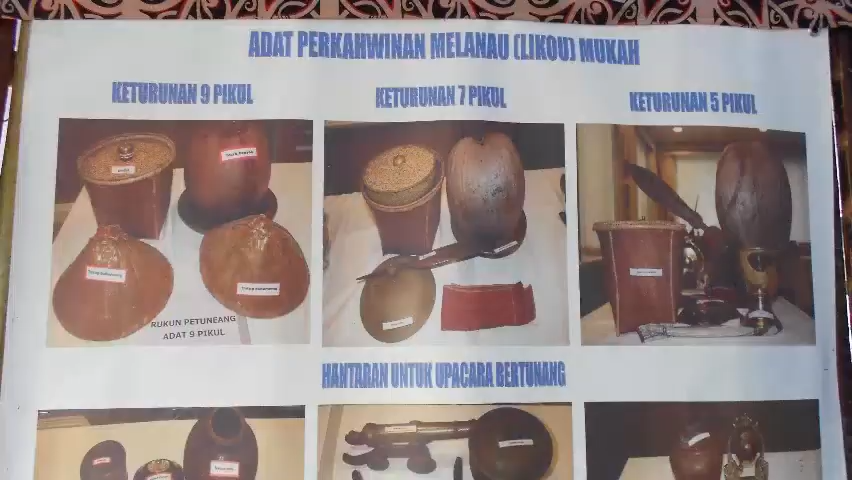 ADAT PERKAHWINAN MELANAU (LIKOU) MUKAH
KETURUNAN 9 PIKUL
KETURUNAN 7 PIKUL
KETURUNAN 5 PIKUL
RUKUN PETUNEANG
ADAT 9 PIKUL
HANTARAN UNTUK UPACARA BERTUNANG